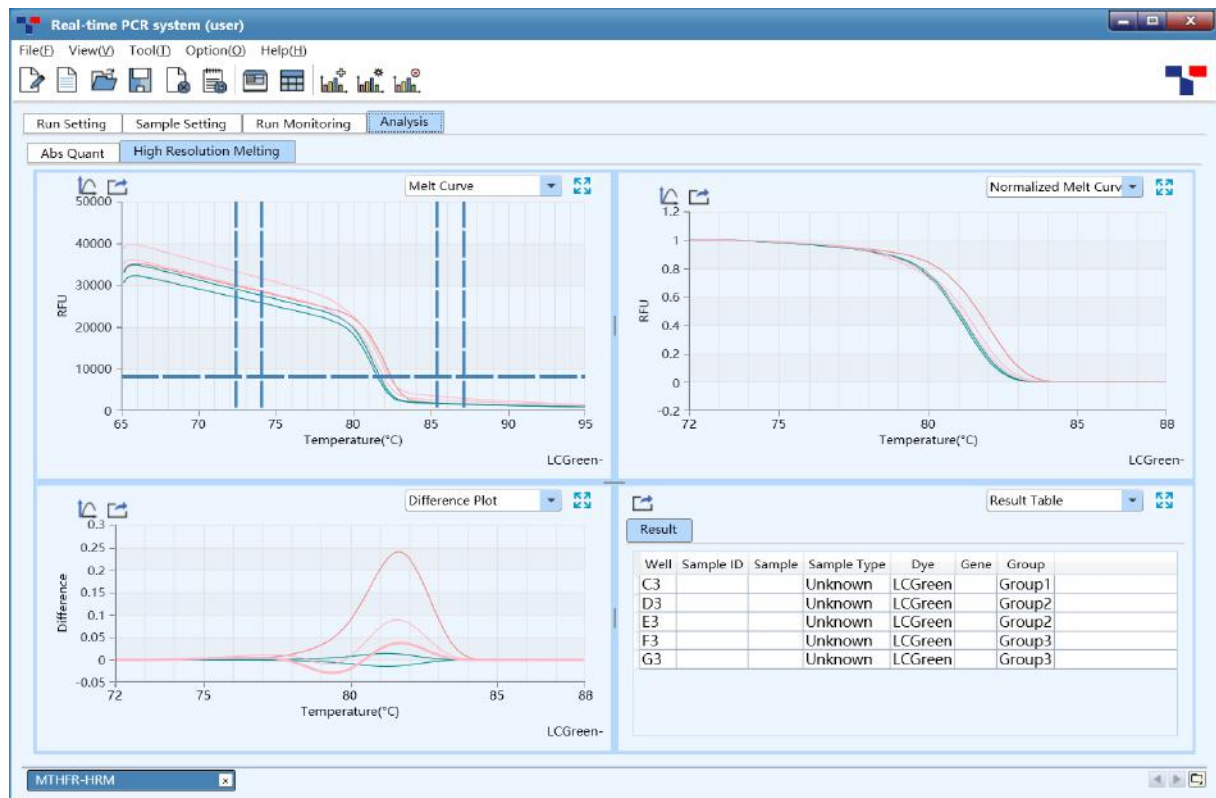 Real-time PCR system (user)
File(F) View(V) Tool(T) Option(O) Help(H)
Run Setting Sample Setting Run Monitoring Analysis
Abs Quant High Resolution Melting
Melt Curve
50000
40000
30000
20000
10000
0
RFU
65 70 75 80 85 90 95
Temperature(°C)
LCGreen-
Normalized Melt Curv
1.2
1
0.8
0.6
0.4
0.2
0
-0.2
RFU
72 75 80 85 88
Temperature(°C)
LCGreen-
Difference Plot
0.3
0.25
0.2
0.15
0.1
0.05
0
-0.05
Difference
72 75 80 85 88
Temperature(°C)
LCGreen-
Result Table
Result
Well Sample ID Sample Sample Type Dye Gene Group
C3 Unknown LCGreen Group1
D3 Unknown LCGreen Group2
E3 Unknown LCGreen Group2
F3 Unknown LCGreen Group3
G3 Unknown LCGreen Group3
MTHFR-HRM